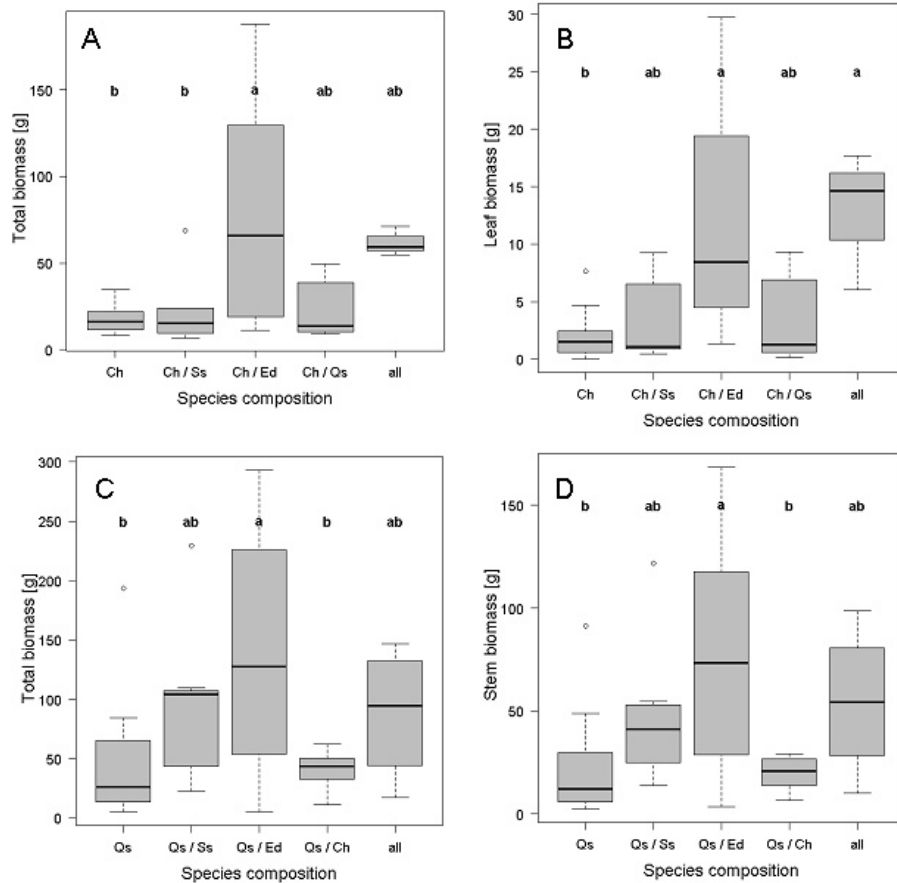 A
Total biomass [g]
150
100
50
0
b b a ab ab
Ch Ch / Ss Ch / Ed Ch / Qs all
Species composition
B
Leaf biomass [g]
30
25
20
15
10
5
0
b ab a ab a
Ch Ch / Ss Ch / Ed Ch / Qs all
Species composition
C
Total biomass [g]
300
250
200
150
100
50
0
b ab a b ab
Qs Qs / Ss Qs / Ed Qs / Ch all
Species composition
D
Stem biomass [g]
150
100
50
0
b ab a b ab
Qs Qs / Ss Qs / Ed Qs / Ch all
Species composition